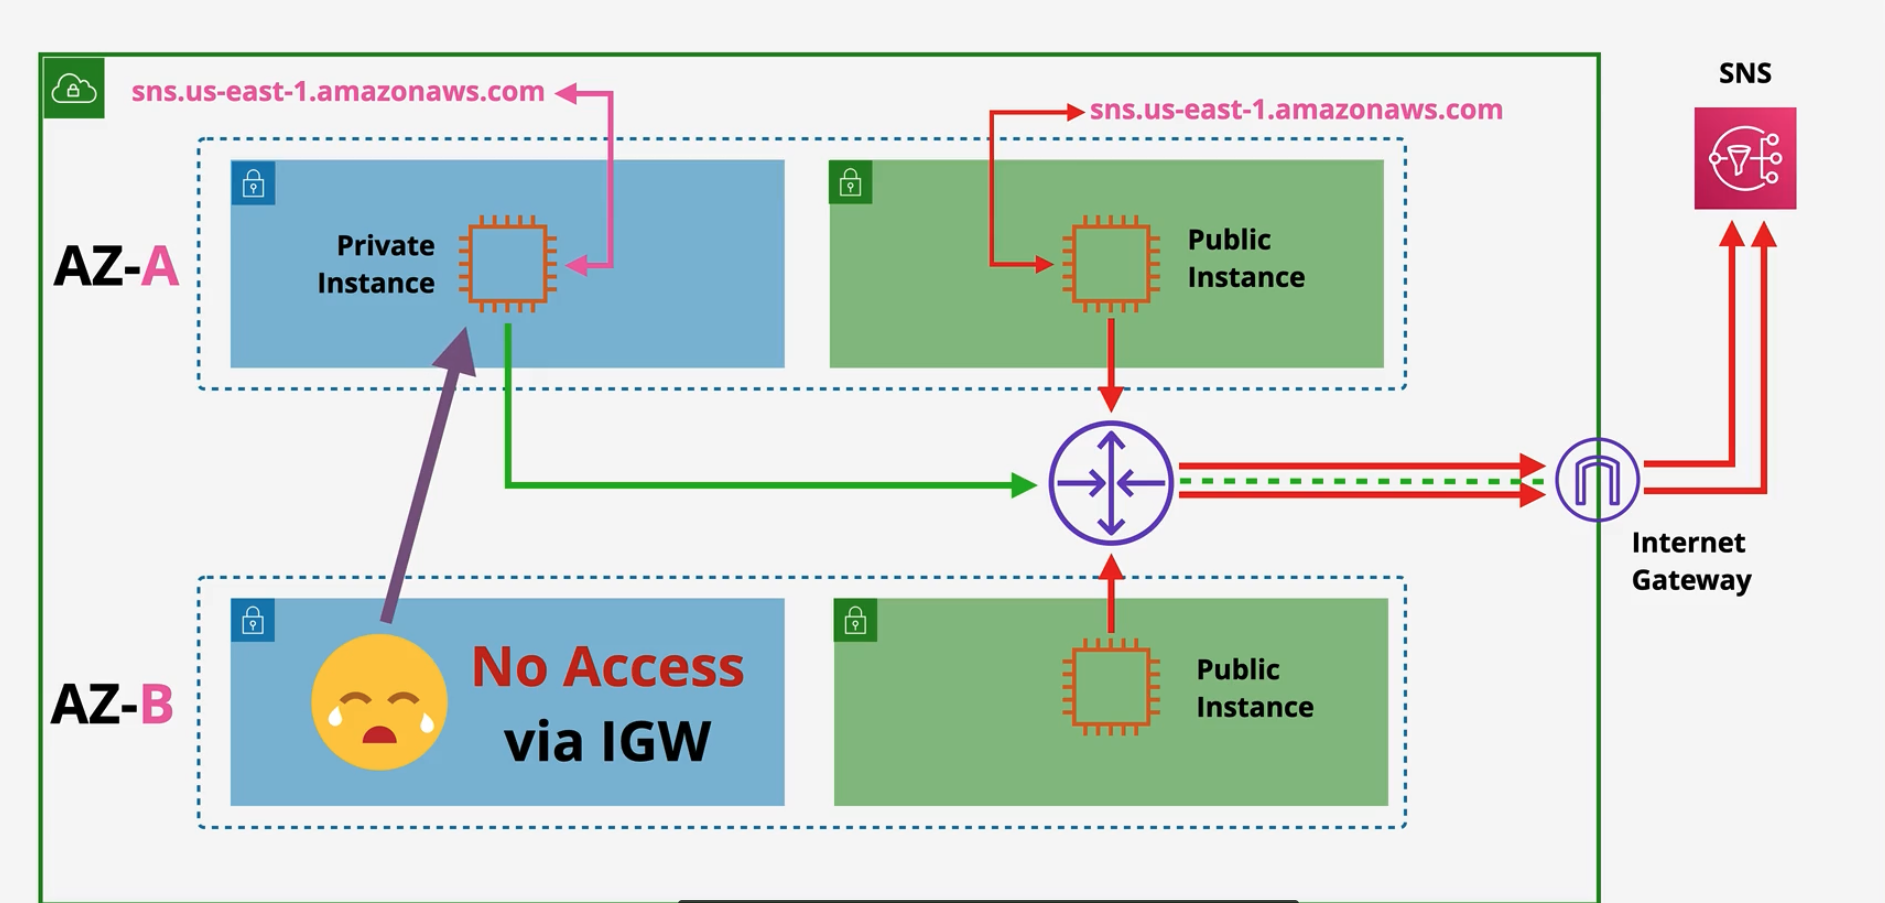 SNS
sns.us-east-1.amazonaws.com
sns.us-east-1.amazonaws.com
AZ-A
Private
Instance
Public
Instance
Internet
Gateway
AZ-B
No Access
via IGW
Public
Instance